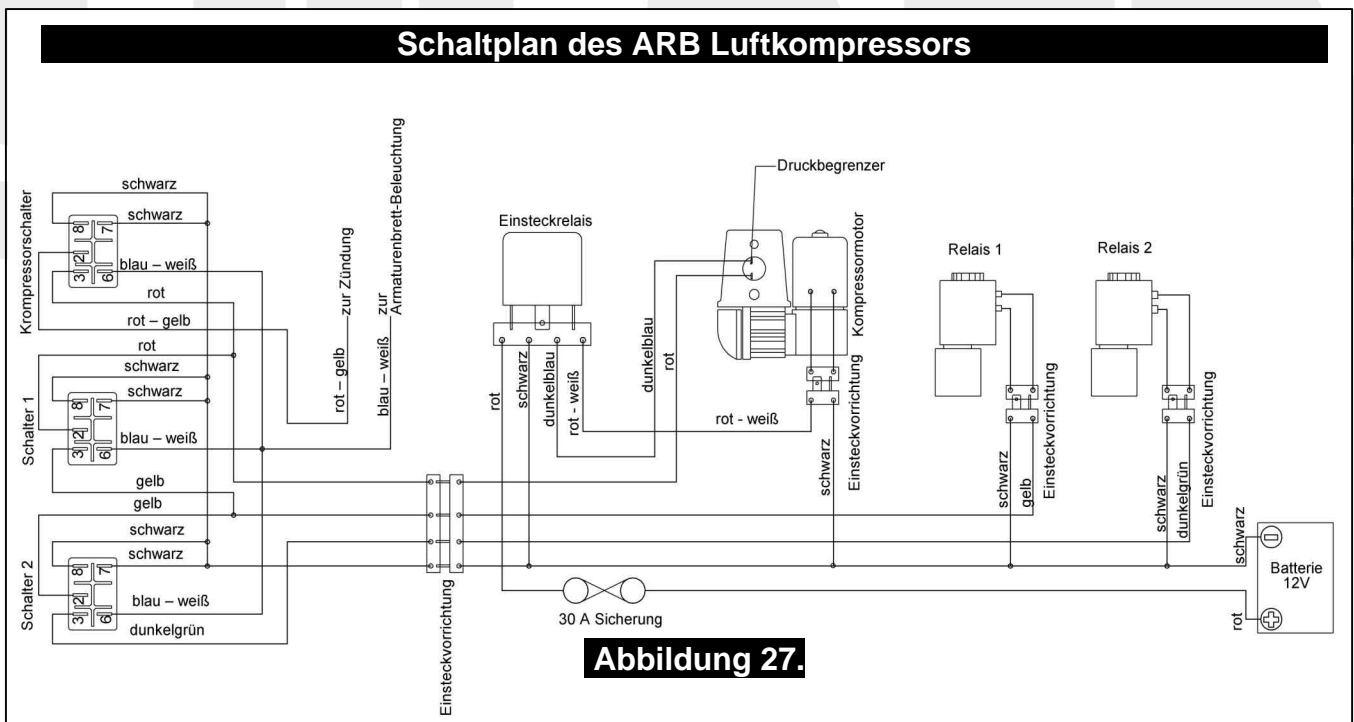 Schaltplan des ARB Luftkompressors
Krompressorschalter
schwarz
schwarz
8
7
2
3
6
blau – weiß
rot
rot – gelb
rot
Schalter 1
schwarz
schwarz
8
7
2
3
6
blau – weiß
gelb
gelb
Schalter 2
schwarz
schwarz
8
7
2
3
6
blau – weiß
dunkelgrün
rot – gelb
zur Zündung
blau – weiß
zur
Armaturenbrett-Beleuchtung
Einsteckvorrichtung
Einsteckrelais
rot
schwarz
dunkelblau
rot - weiß
30 A Sicherung
dunkelblau
rot
Druckbegrenzer
Kompressormotor
rot - weiß
schwarz
Einsteckvorrichtung
Relais 1
schwarz
gelb
Einsteckvorrichtung
Relais 2
schwarz
dunkelgrün
Einsteckvorrichtung
schwarz
rot
Batterie
12V
Abbildung 27.